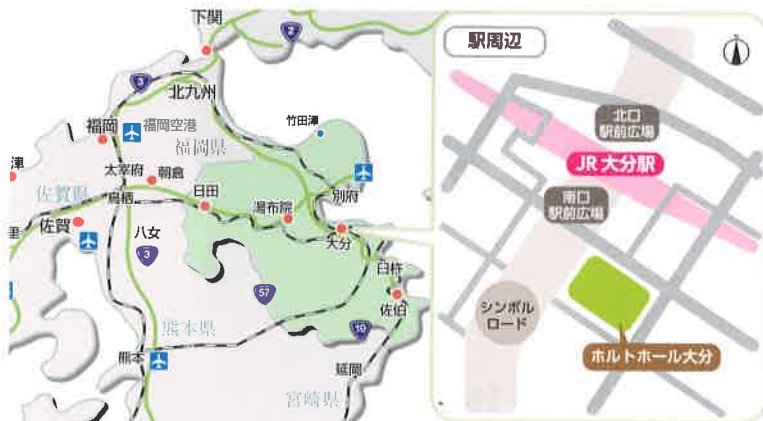 下関
2
3
北九州
福岡
福岡空港
竹田津
福岡県
津
太宰府
朝倉
佐賀県
鳥栖
日田
湯布院
別府
里
佐賀
八女
大分
3
臼杵
57
佐伯
熊本県
10
熊本
延岡
宮崎県
駅周辺
北口
駅前広場
JR 大分駅
南口
駅前広場
シンボル
ロード
ホルトホール大分